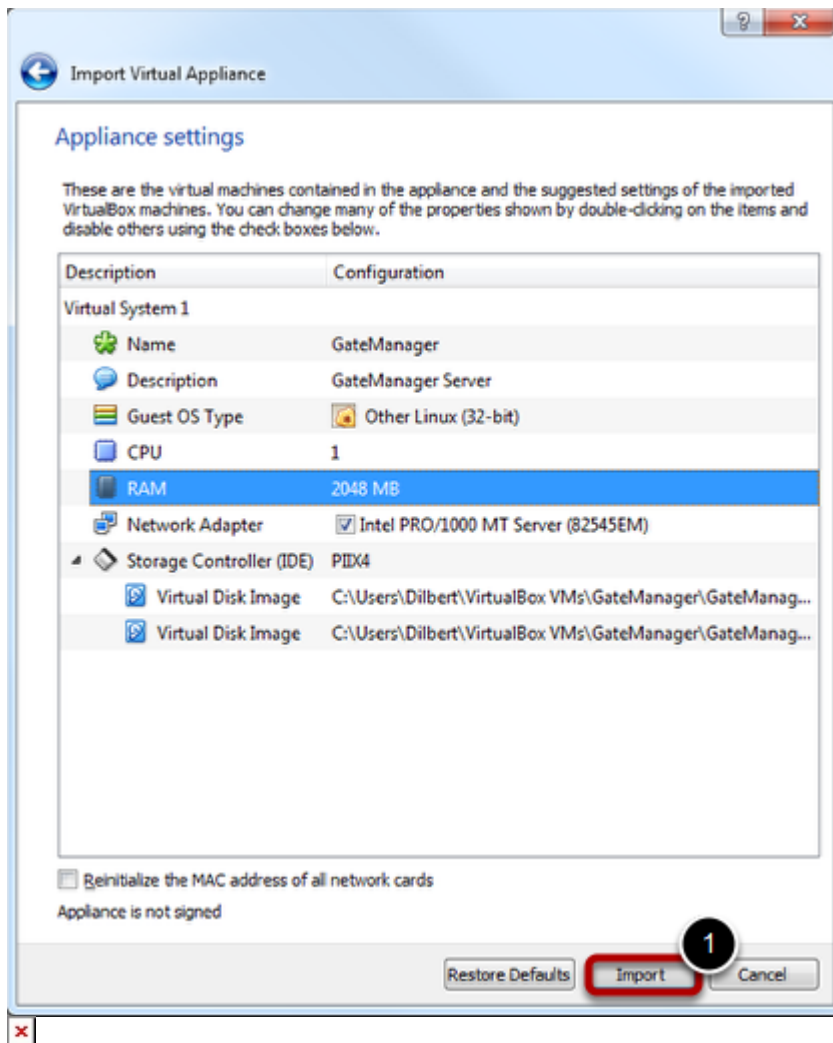 Import Virtual Appliance
Appliance settings
These are the virtual machines contained in the appliance and the suggested settings of the imported
VirtualBox machines. You can change many of the properties shown by double-clicking on the items and
disable others using the check boxes below.
Description Configuration
Virtual System 1
Name GateManager
Description GateManager Server
Guest OS Type Other Linux (32-bit)
CPU 1
RAM 2048 MB
Network Adapter Intel PRO/1000 MT Server (82545EM)
Storage Controller (IDE) PIIX4
Virtual Disk Image C:\Users\Dilbert\VirtualBox VMs\GateManager\GateManag...
Virtual Disk Image C:\Users\Dilbert\VirtualBox VMs\GateManager\GateManag...
Reinitialize the MAC address of all network cards
Appliance is not signed
1
Restore Defaults Import Cancel